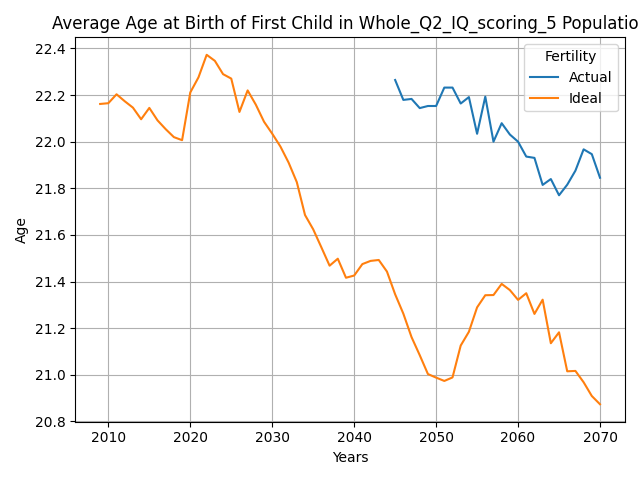 Average Age at Birth of First Child in Whole_Q2_IQ_scoring_5 Populatio
22.4
22.2
22.0
21.8
21.6
21.4
21.2
21.0
20.8
Age
Fertility
Actual
Ideal
2010 2020 2030 2040 2050 2060 2070
Years